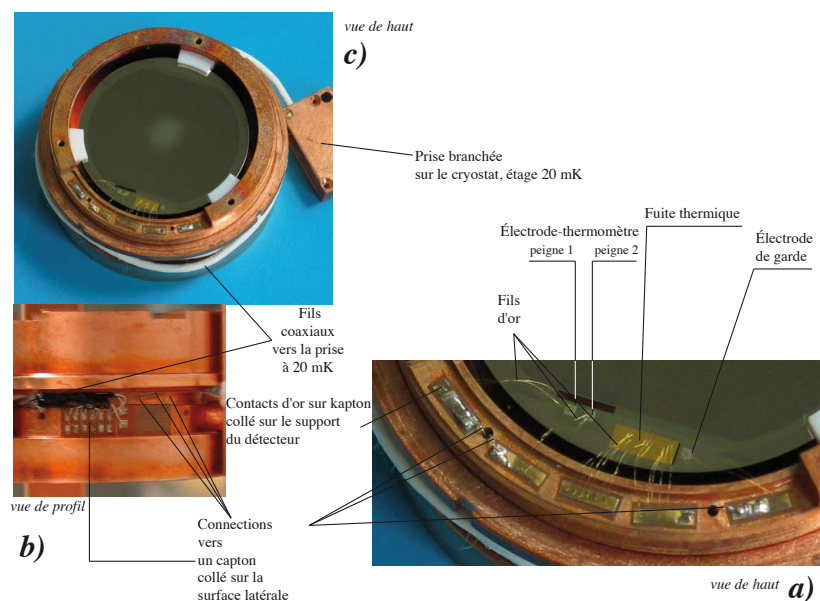 vue de haut
c)
Prise branchée
sur le cryostat, étage 20 mK
Fuite thermique
Électrode-thermomètre
peigne 1
peigne 2
Électrode
de garde
Fils
d'or
Fils
coaxiaux
vers la prise
à 20 mK
Contacts d'or sur kapton
collé sur le support
du détecteur
vue de profil
b)
Connections
vers
un capton
collé sur la
surface latérale
vue de haut
a)